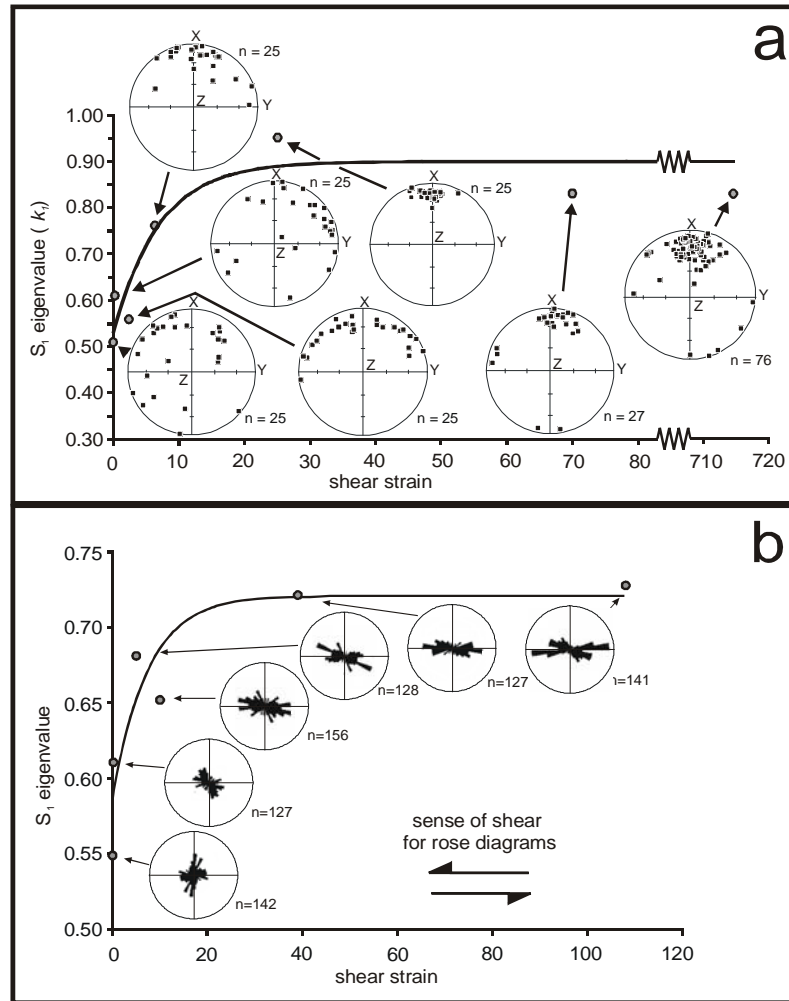 a
X
n = 25
Z
Y
1.00
0.90
0.80
0.70
0.60
0.50
0.40
0.30
S1 eigenvalue ( k1)
X
n = 25
Z
Y
X
n = 25
Z
Y
X
Z
Y
n = 25
X
Z
Y
n = 25
X
Z
Y
n = 27
X
Y
Z
n = 76
0
10
20
30
40
50
60
70
710
720
shear strain
b
0.75
0.70
0.65
0.60
0.55
0.50
S1 eigenvalue
n=128
n=127
n=141
n=156
n=127
n=142
sense of shear
for rose diagrams
0
20
40
60
80
100
120
shear strain